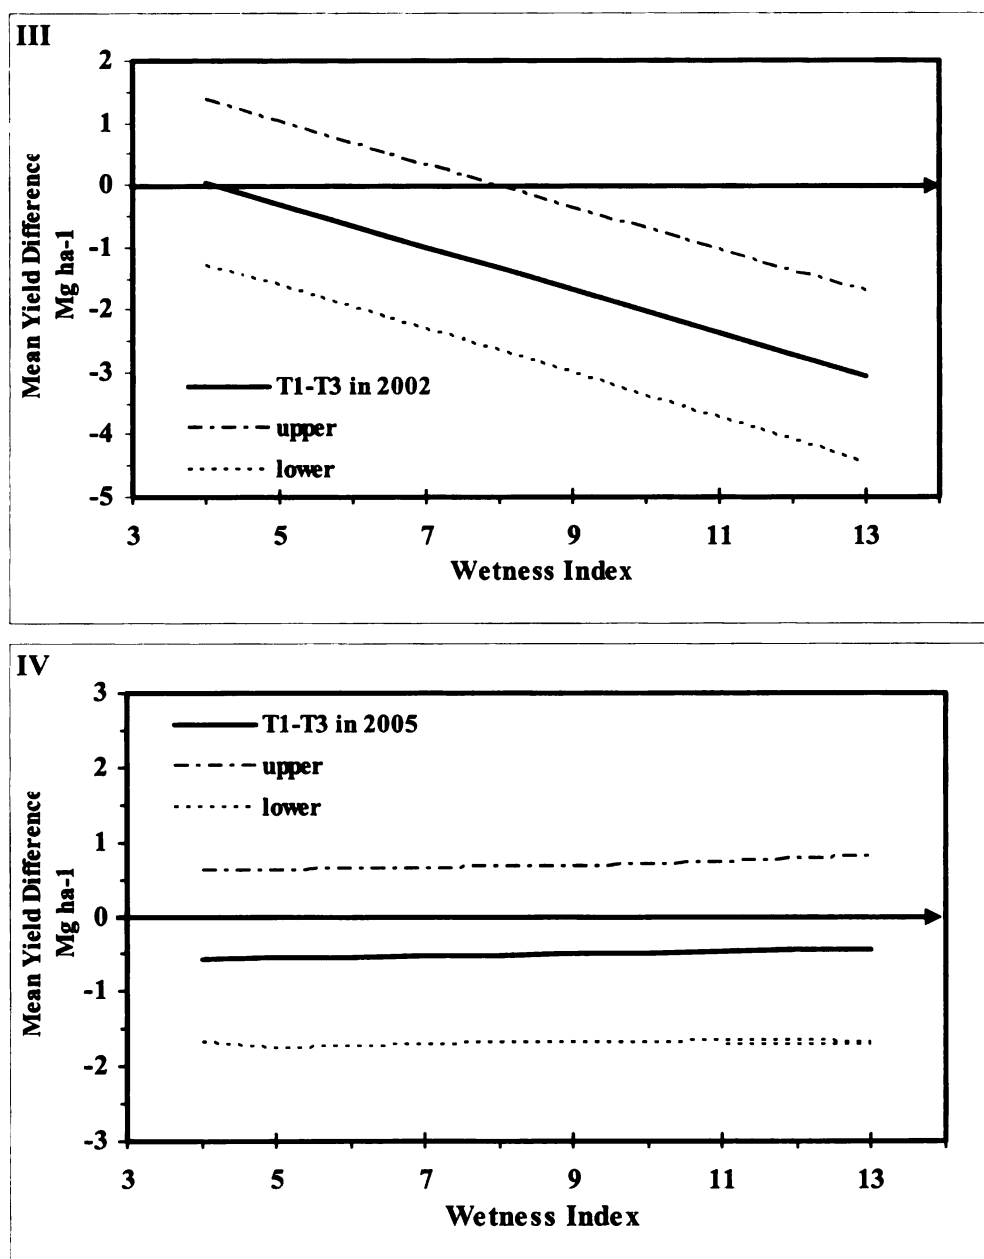 III
2
1
0
-1
-2
-3
-4
-5
Mean Yield Difference
Mg ha-1
T1-T3 in 2002
upper
lower
3 5 7 9 11 13
Wetness Index
IV
3
2
1
0
-1
-2
-3
Mean Yield Difference
Mg ha-1
T1-T3 in 2005
upper
lower
3 5 7 9 11 13
Wetness Index